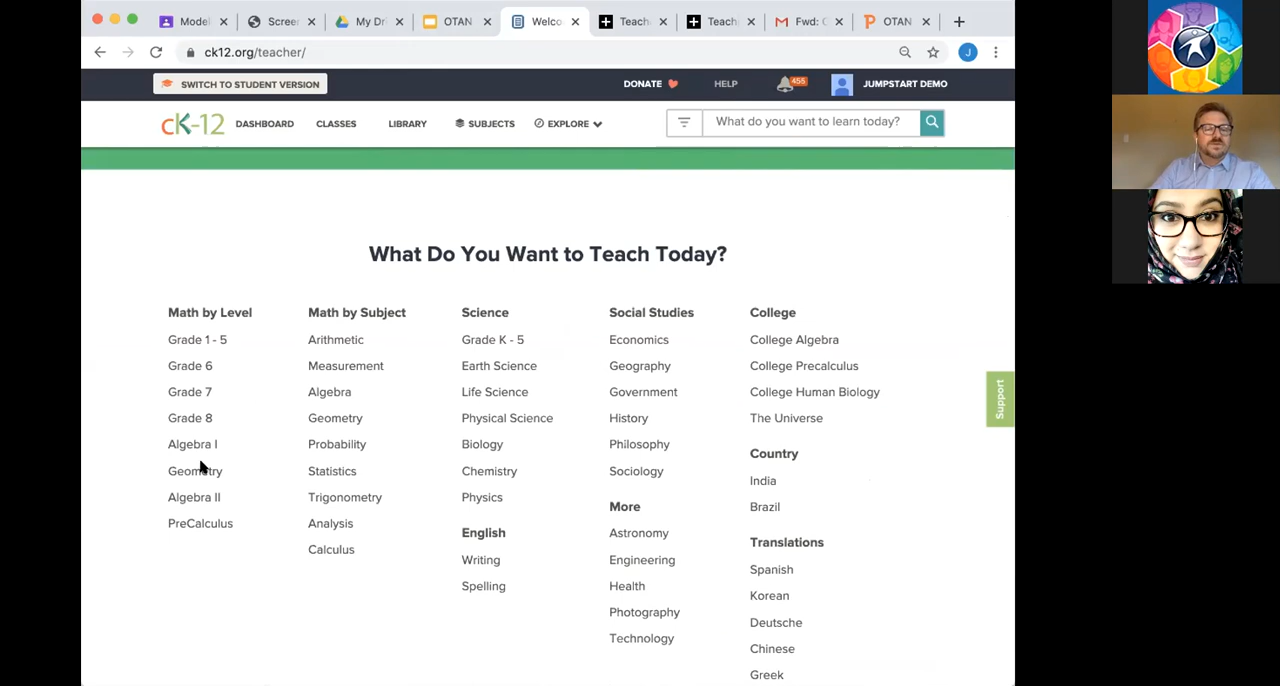 Model
Screer
My Dr
OTAN
Welco
Teach
Teach
Fwd: C
OTAN
ck12.org/teacher/
J
SWITCH TO STUDENT VERSION
DONATE
HELP
455
JUMPSTART DEMO
cK-12
DASHBOARD
CLASSES
LIBRARY
SUBJECTS
EXPLORE
What do you want to learn today?
What Do You Want to Teach Today?
Math by Level
Grade 1 - 5
Grade 6
Grade 7
Grade 8
Algebra I
Geometry
Algebra II
PreCalculus
Math by Subject
Arithmetic
Measurement
Algebra
Geometry
Probability
Statistics
Trigonometry
Analysis
Calculus
Science
Grade K - 5
Earth Science
Life Science
Physical Science
Biology
Chemistry
Physics
English
Writing
Spelling
Social Studies
Economics
Geography
Government
History
Philosophy
Sociology
More
Astronomy
Engineering
Health
Photography
Technology
College
College Algebra
College Precalculus
College Human Biology
The Universe
Country
India
Brazil
Translations
Spanish
Korean
Deutsche
Chinese
Greek
Support